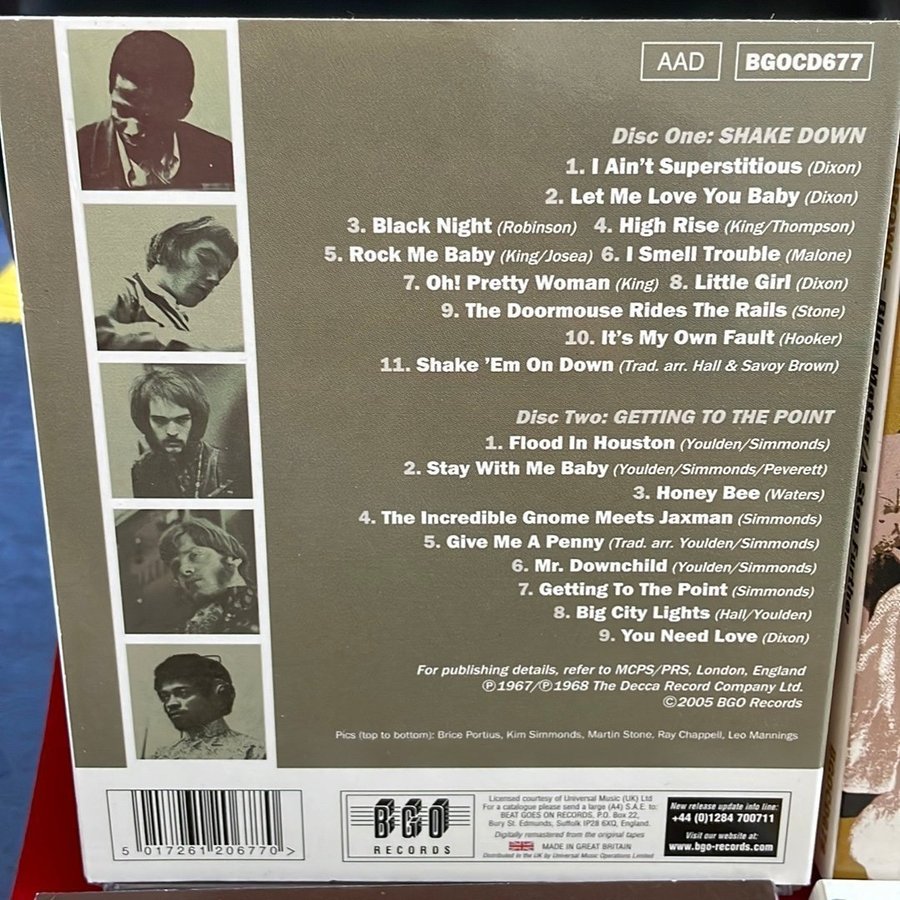 AAD BGOCD677
Disc One: SHAKE DOWN
1. I Ain't Superstitious (Dixon)
2. Let Me Love You Baby (Dixon)
3. Black Night (Robinson) 4. High Rise (King/Thompson)
5. Rock Me Baby (King/Josea) 6. I Smell Trouble (Malone)
7. Oh! Pretty Woman (King) 8. Little Girl (Dixon)
9. The Doormouse Rides The Rails (Stone)
10. It's My Own Fault (Hooker)
11. Shake 'Em On Down (Trad. arr. Hall & Savoy Brown)
Disc Two: GETTING TO THE POINT
1. Flood In Houston (Youlden/Simmonds)
2. Stay With Me Baby (Youlden/Simmonds/Peverett)
3. Honey Bee (Waters)
4. The Incredible Gnome Meets Jaxman (Simmonds)
5. Give Me A Penny (Trad. arr. Youlden/Simmonds)
6. Mr. Downchild (Youlden/Simmonds)
7. Getting To The Point (Simmonds)
8. Big City Lights (Hall/Youlden)
9. You Need Love (Dixon)
For publishing details, refer to MCPS/PRS, London, England
℗1967/℗1968 The Decca Record Company Ltd.
©2005 BGO Records
Pics (top to bottom): Brice Portius, Kim Simmonds, Martin Stone, Ray Chappell, Leo Mannings
5 017261 206770 >
BGO
RECORDS
Licensed courtesy of Universal Music (UK) Ltd
For a catalogue please send a large (A4) S.A.E. to:
BEAT GOES ON RECORDS, P.O. Box 22,
Bury St. Edmunds, Suffolk IP28 6XQ, England.
Digitally remastered from the original tapes
MADE IN GREAT BRITAIN
Distributed in the UK by Universal Music Operations Limited
New release update info line:
+44 (0)1284 700711
Visit our website at:
www.bgo-records.com
Blue Matter/A Step Further